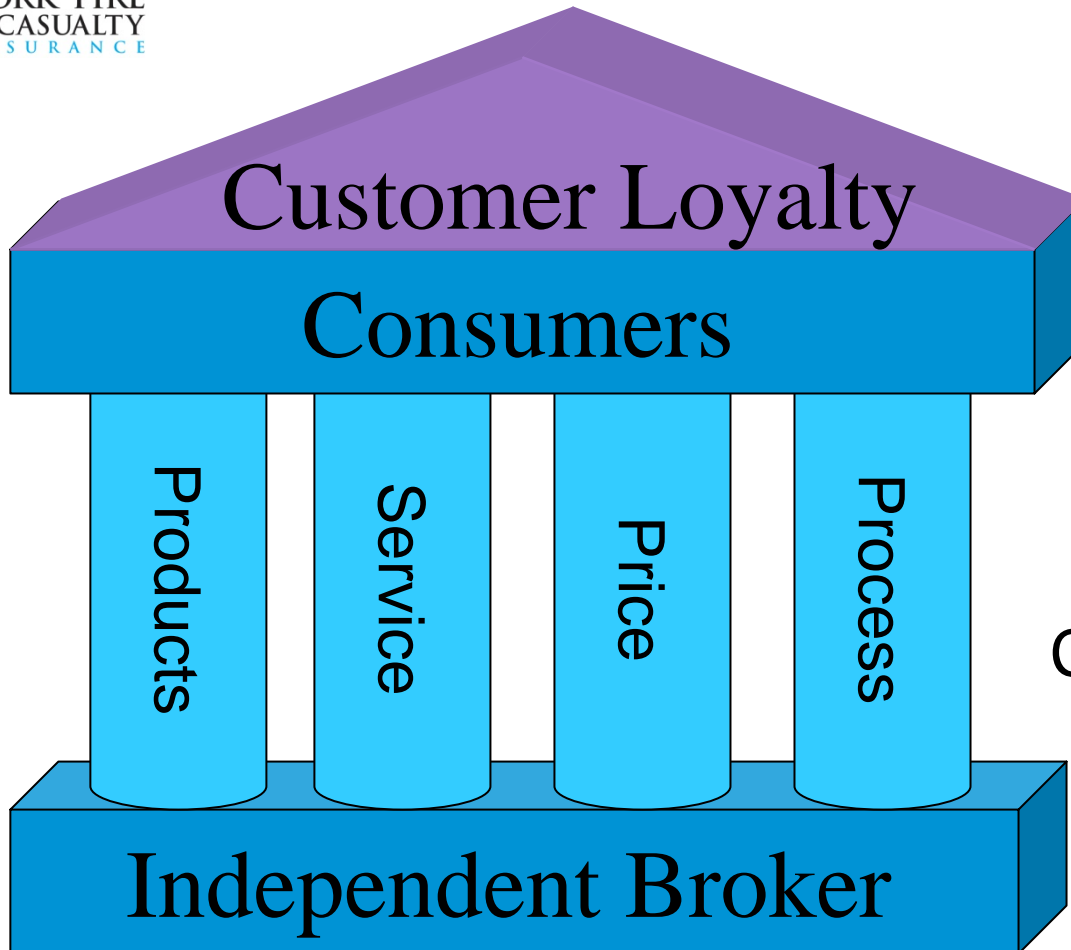 CASUALTY
Customer Loyalty
Consumers
Products
Service
Price
Process
Independent Broker